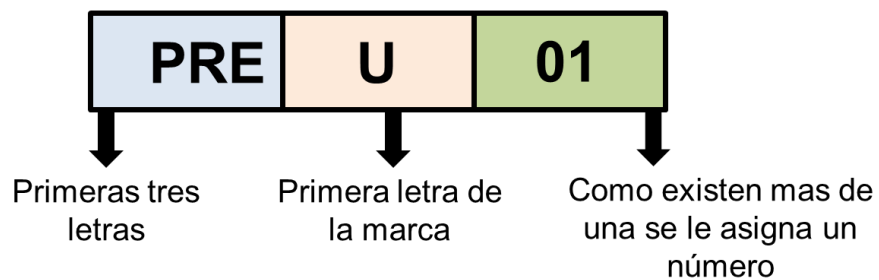 PRE U 01
Primeras tres
letras
Primera letra de
la marca
Como existen mas de
una se le asigna un
número